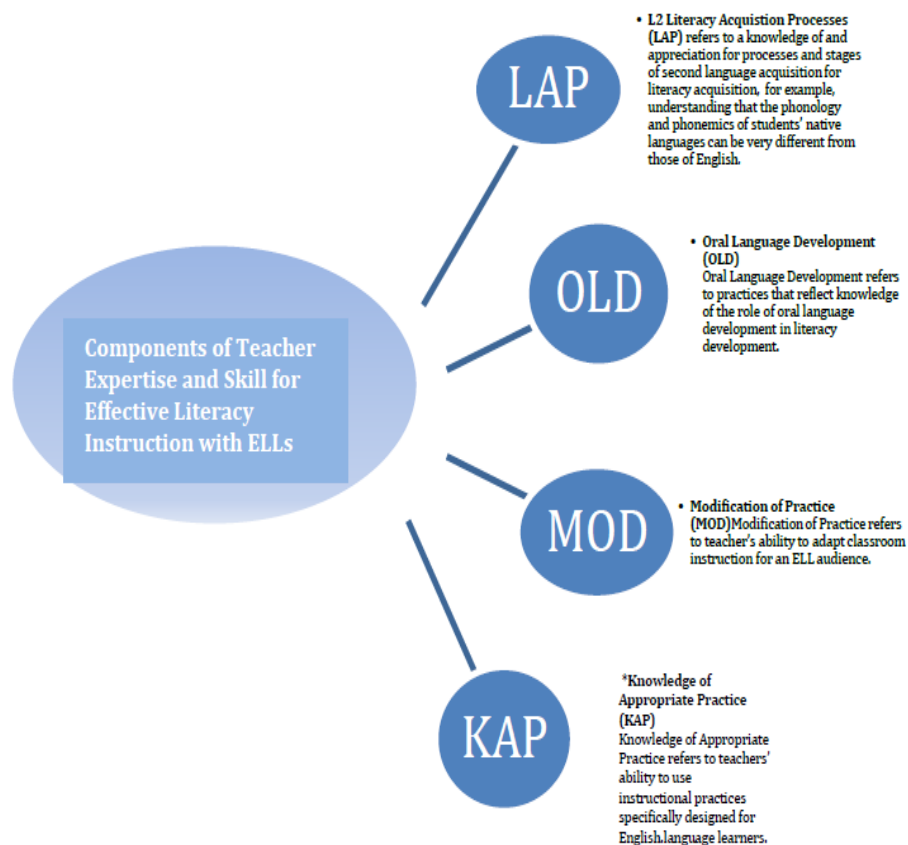 LAP
• L2 Literacy Acquistion Processes
(LAP) refers to a knowledge of and
appreciation for processes and stages
of second language acquisition for
literacy acquisition, for example,
understanding that the phonology
and phonemics of students' native
languages can be very different from
those of English.
OLD
• Oral Language Development
(OLD)
Oral Language Development refers
to practices that reflect knowledge
of the role of oral language
development in literacy
development.
Components of Teacher
Expertise and Skill for
Effective Literacy
Instruction with ELLs
MOD
• Modification of Practice
(MOD)Modification of Practice refers
to teacher's ability to adapt classroom
instruction for an ELL audience.
KAP
*Knowledge of
Appropriate Practice
(KAP)
Knowledge of Appropriate
Practice refers to teachers'
ability to use
instructional practices
specifically designed for
English.language learners.